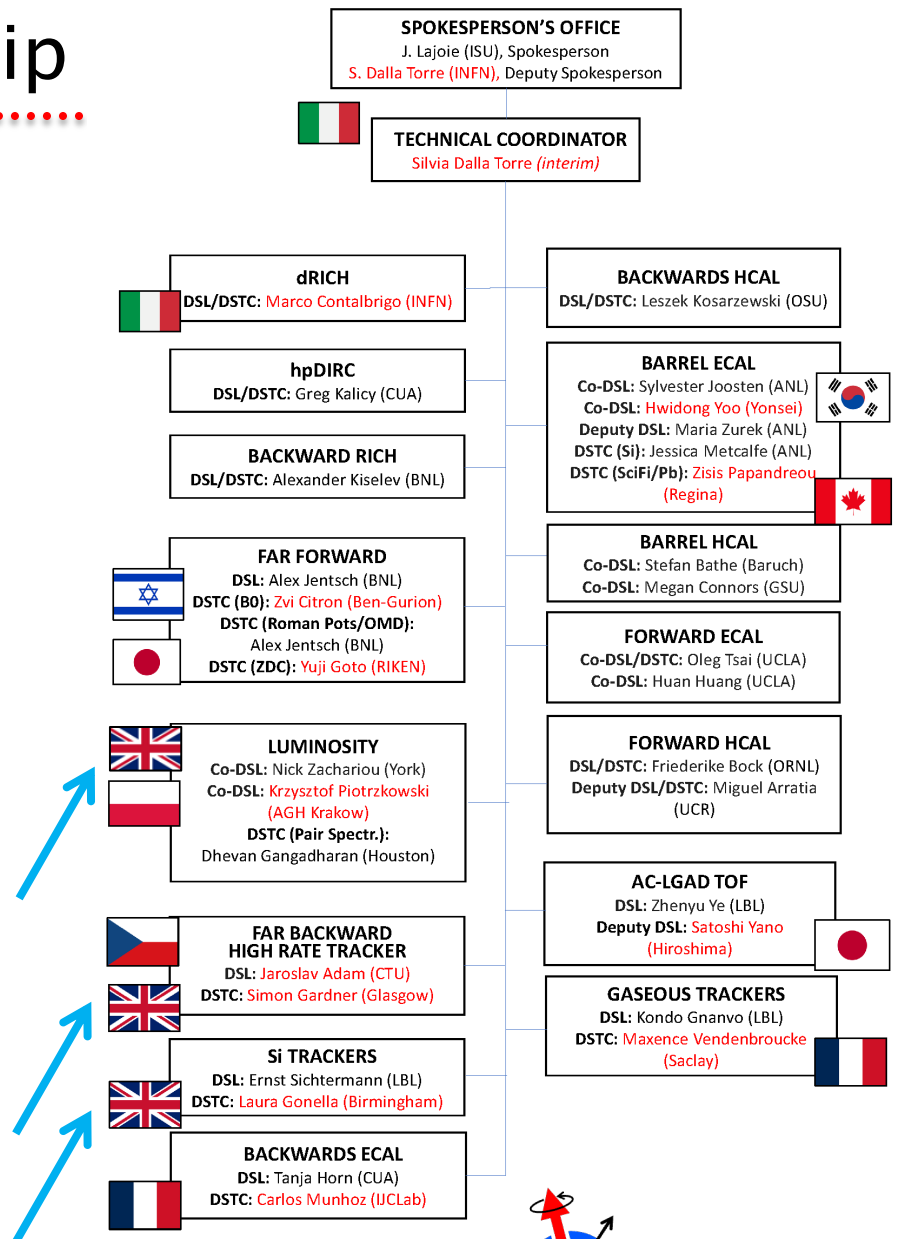 ip
SPOKESPERSON'S OFFICE
J. Lajoie (ISU), Spokesperson
S. Dalla Torre (INFN), Deputy Spokesperson
TECHNICAL COORDINATOR
Silvia Dalla Torre (interim)
dRICH
DSL/DSTC: Marco Contalbrigo (INFN)
hpDIRC
DSL/DSTC: Greg Kalicy (CUA)
BACKWARD RICH
DSL/DSTC: Alexander Kiselev (BNL)
FAR FORWARD
DSL: Alex Jentsch (BNL)
DSTC (B0): Zvi Citron (Ben-Gurion)
DSTC (Roman Pots/OMD):
Alex Jentsch (BNL)
DSTC (ZDC): Yuji Goto (RIKEN)
LUMINOSITY
Co-DSL: Nick Zachariou (York)
Co-DSL: Krzysztof Piotrzkowski
(AGH Krakow)
DSTC (Pair Spectr.):
Dhevan Gangadharan (Houston)
FAR BACKWARD
HIGH RATE TRACKER
DSL: Jaroslav Adam (CTU)
DSTC: Simon Gardner (Glasgow)
Si TRACKERS
DSL: Ernst Sichtermann (LBL)
DSTC: Laura Gonella (Birmingham)
BACKWARDS ECAL
DSL: Tanja Horn (CUA)
DSTC: Carlos Munhoz (IJCLab)
BACKWARDS HCAL
DSL/DSTC: Leszek Kosarzewski (OSU)
BARREL ECAL
Co-DSL: Sylvester Joosten (ANL)
Co-DSL: Hwidong Yoo (Yonsei)
Deputy DSL: Maria Zurek (ANL)
DSTC (Si): Jessica Metcalfe (ANL)
DSTC (SciFi/Pb): Zisis Papandreou
(Regina)
BARREL HCAL
Co-DSL: Stefan Bathe (Baruch)
Co-DSL: Megan Connors (GSU)
FORWARD ECAL
Co-DSL/DSTC: Oleg Tsai (UCLA)
Co-DSL: Huan Huang (UCLA)
FORWARD HCAL
DSL/DSTC: Friederike Bock (ORNL)
Deputy DSL/DSTC: Miguel Arratia
(UCR)
AC-LGAD TOF
DSL: Zhenyu Ye (LBL)
Deputy DSL: Satoshi Yano
(Hiroshima)
GASEOUS TRACKERS
DSL: Kondo Gnanvo (LBL)
DSTC: Maxence Vendenbroucke
(Saclay)